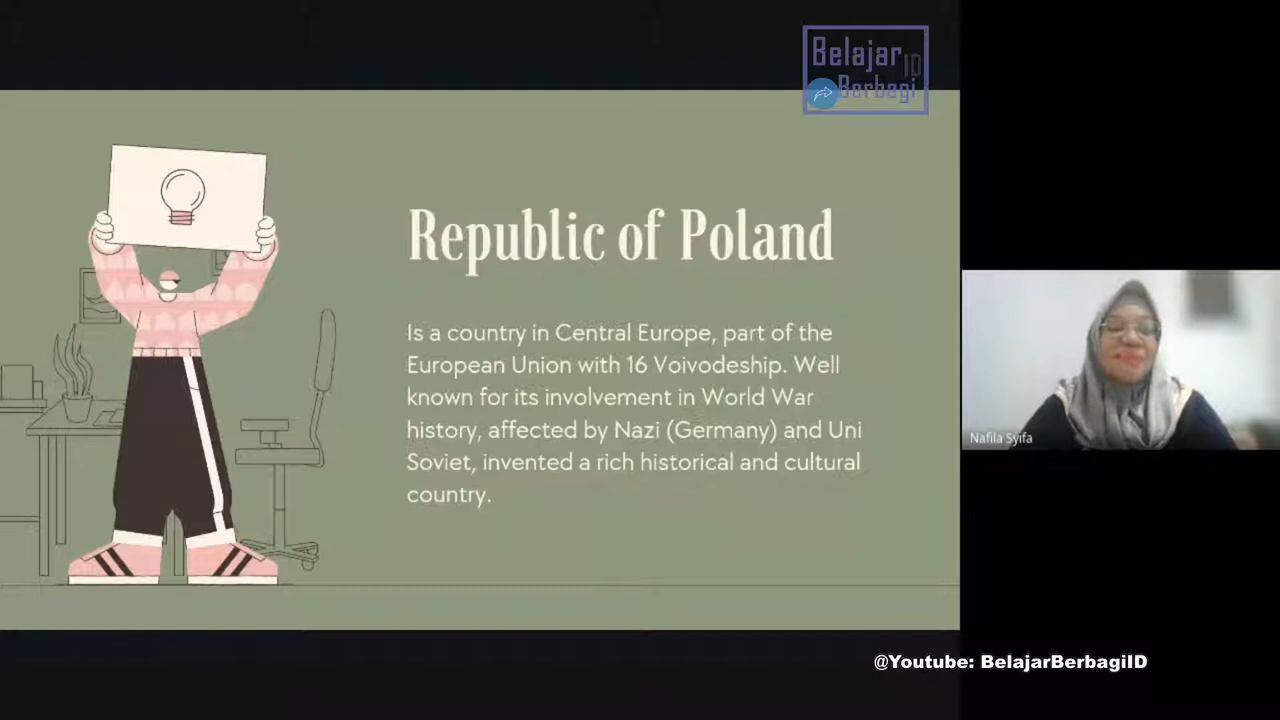 Belajar ID
Berbagi
Republic of Poland
Is a country in Central Europe, part of the
European Union with 16 Voivodeship. Well
known for its involvement in World War
history, affected by Nazi (Germany) and Uni
Soviet, invented a rich historical and cultural
country.
Nafila Syifa
@Youtube: BelajarBerbagiID